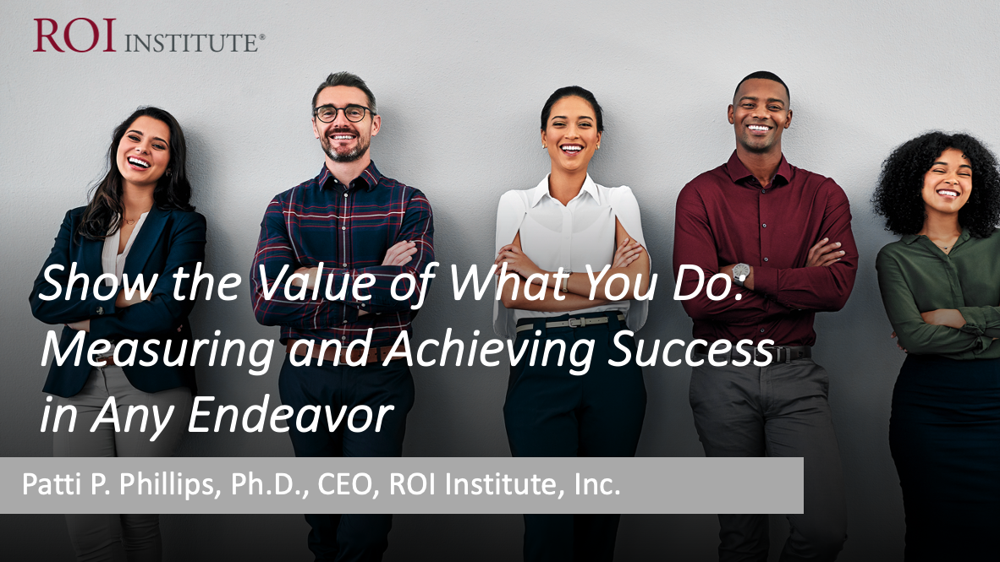 ROI INSTITUTE®
Show the Value of What You Do:
Measuring and Achieving Success
in Any Endeavor
Patti P. Phillips, Ph.D., CEO, ROI Institute, Inc.